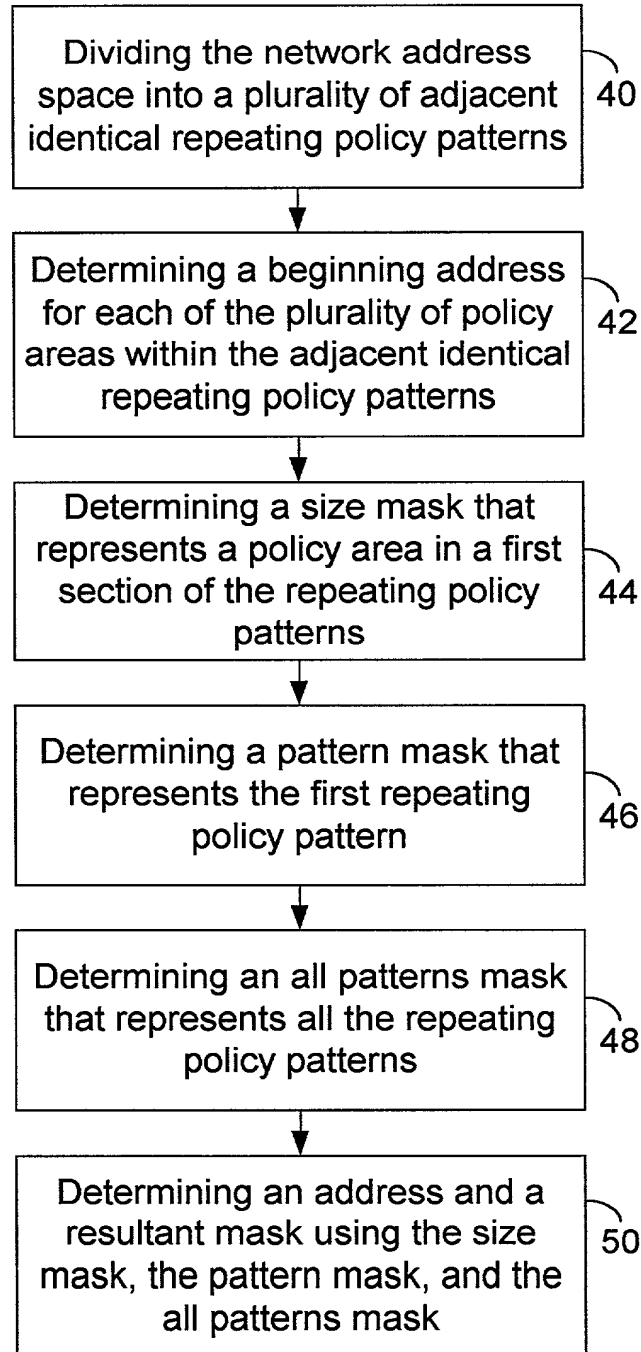 Dividing the network address
space into a plurality of adjacent
identical repeating policy patterns
40
Determining a beginning address
for each of the plurality of policy
areas within the adjacent identical
repeating policy patterns
42
Determining a size mask that
represents a policy area in a first
section of the repeating policy
patterns
44
Determining a pattern mask that
represents the first repeating
policy pattern
46
Determining an all patterns mask
that represents all the repeating
policy patterns
48
Determining an address and a
resultant mask using the size
mask, the pattern mask, and the
all patterns mask
50